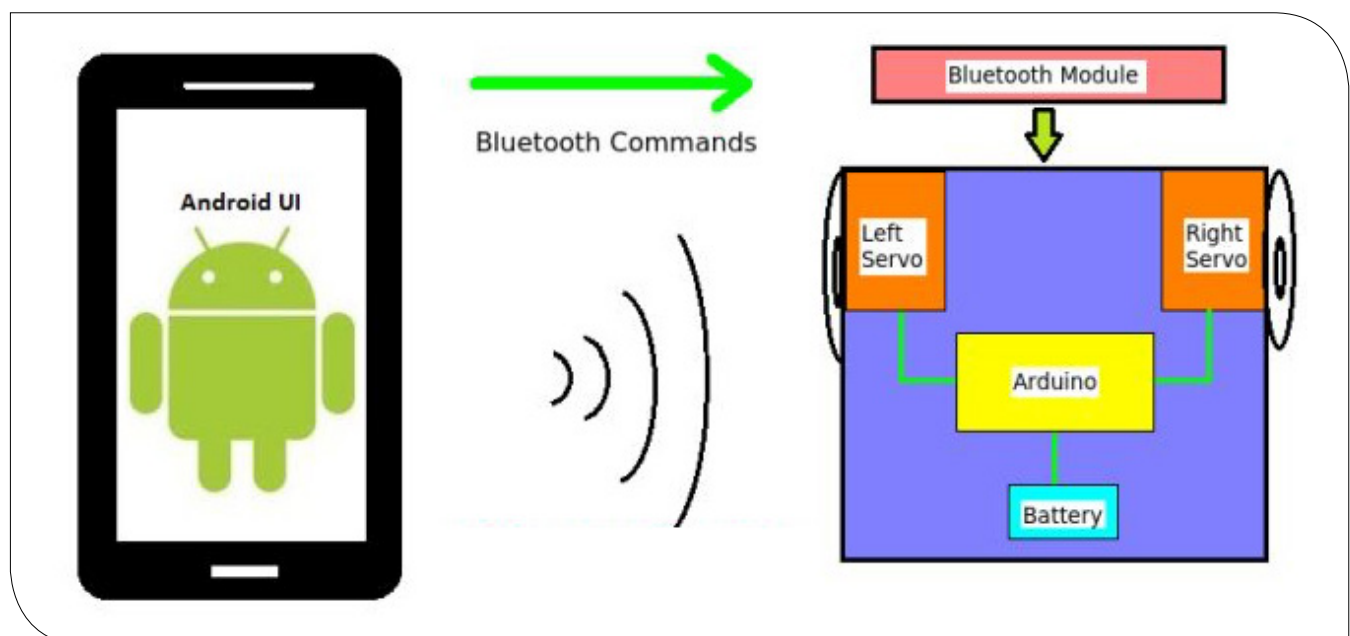 Android UI
Bluetooth Commands
Bluetooth Module
Left
Servo
Right
Servo
Arduino
Battery